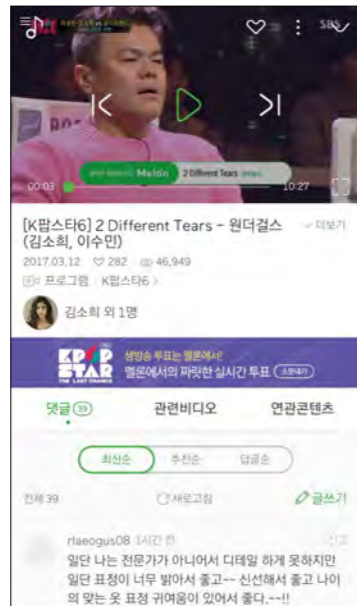 SBS
Melon 2 Different Tears
00:03
10:27
[K팝스타6] 2 Different Tears - 원더걸스
(김소희, 이수민)
더보기
2017.03.12 282 46,949
프로그램 K팝스타6 >
김소희 외 1명
KPOP STAR
THE LAST CHANCE
생방송 투표는 멜론에서!
멜론에서의 파릿한 실시간 투표 소문내기
댓글 39 관련비디오 연관콘텐츠
최신순 추천순 답글순
전체 39 새로고침 글쓰기
rlaeogus08 1시간 전 신고
일단 나는 전문가가 아니어서 디테일 하게 못하지만
일단 표정이 너무 밝아서 좋고~~ 신선해서 좋고 나이
의 맞는 옷 표정 귀여움이 있어서 좋다.~~!!